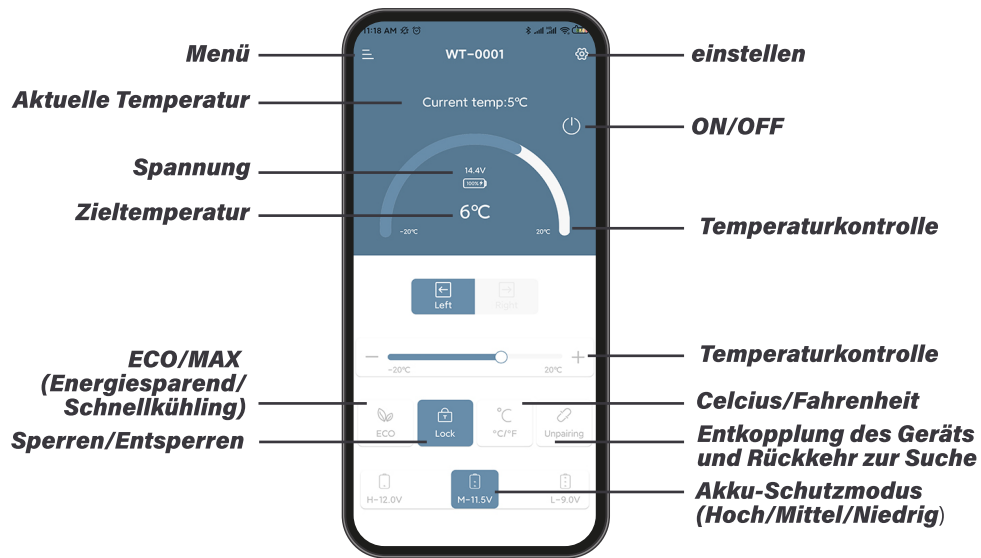 11:18 AM
Menü
WT-0001
einstellen
Aktuelle Temperatur
Current temp:5℃
ON/OFF
Spannung
14.4V
100%
Zieltemperatur
6℃
-20℃
20℃
Temperaturkontrolle
Left
Right
ECO/MAX
(Energiesparend/
Schnellkühling)
-20℃
20℃
Temperaturkontrolle
Celcius/Fahrenheit
Sperren/Entsperren
ECO
Lock
℃
°C/°F
Unpairing
Entkopplung des Geräts
und Rückkehr zur Suche
H-12.0V
M-11.5V
L-9.0V
Akku-Schutzmodus
(Hoch/Mittel/Niedrig)